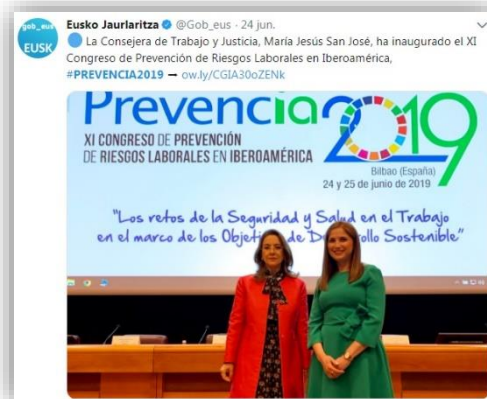 gob_eus
EUSK
Eusko Jaurlaritza @Gob_eus · 24 jun.
La Consejera de Trabajo y Justicia, María Jesús San José, ha inaugurado el XI
Congreso de Prevención de Riesgos Laborales en Iberoamérica,
#PREVENCIA2019 → ow.ly/CGIA30oZENk
Prevencia2019
XI CONGRESO DE PREVENCIÓN
DE RIESGOS LABORALES EN IBEROAMÉRICA
Bilbao (España)
24 y 25 de junio de 2019
"Los retos de la Seguridad y Salud en el Trabajo
en el marco de los Objeti de D ollo Sostenible"